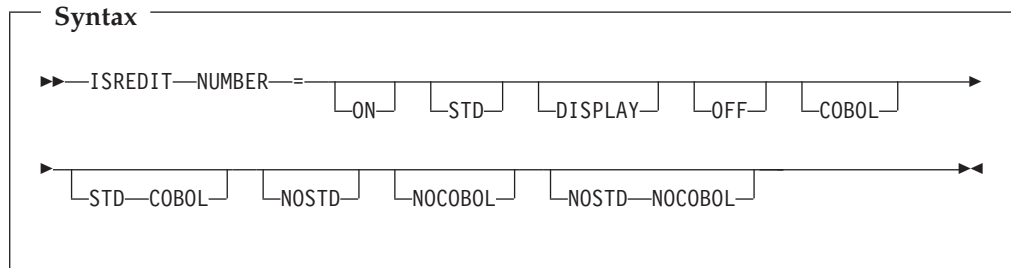 Syntax
ISREDIT NUMBER =
ON STD DISPLAY OFF COBOL
STD COBOL NOSTD NOCOBOL NOSTD NOCOBOL